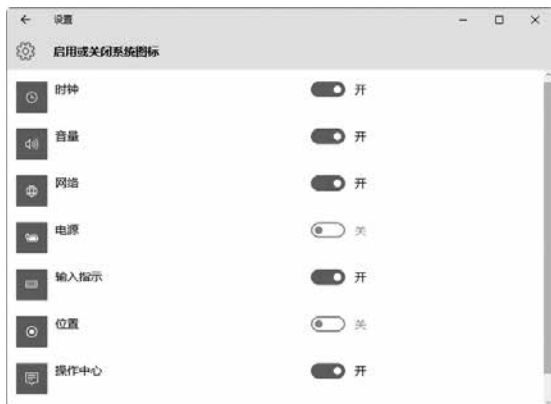 设置
启用或关闭系统图标
时钟 开
音量 开
网络 开
电源 关
输入指示 开
位置 关
操作中心 开